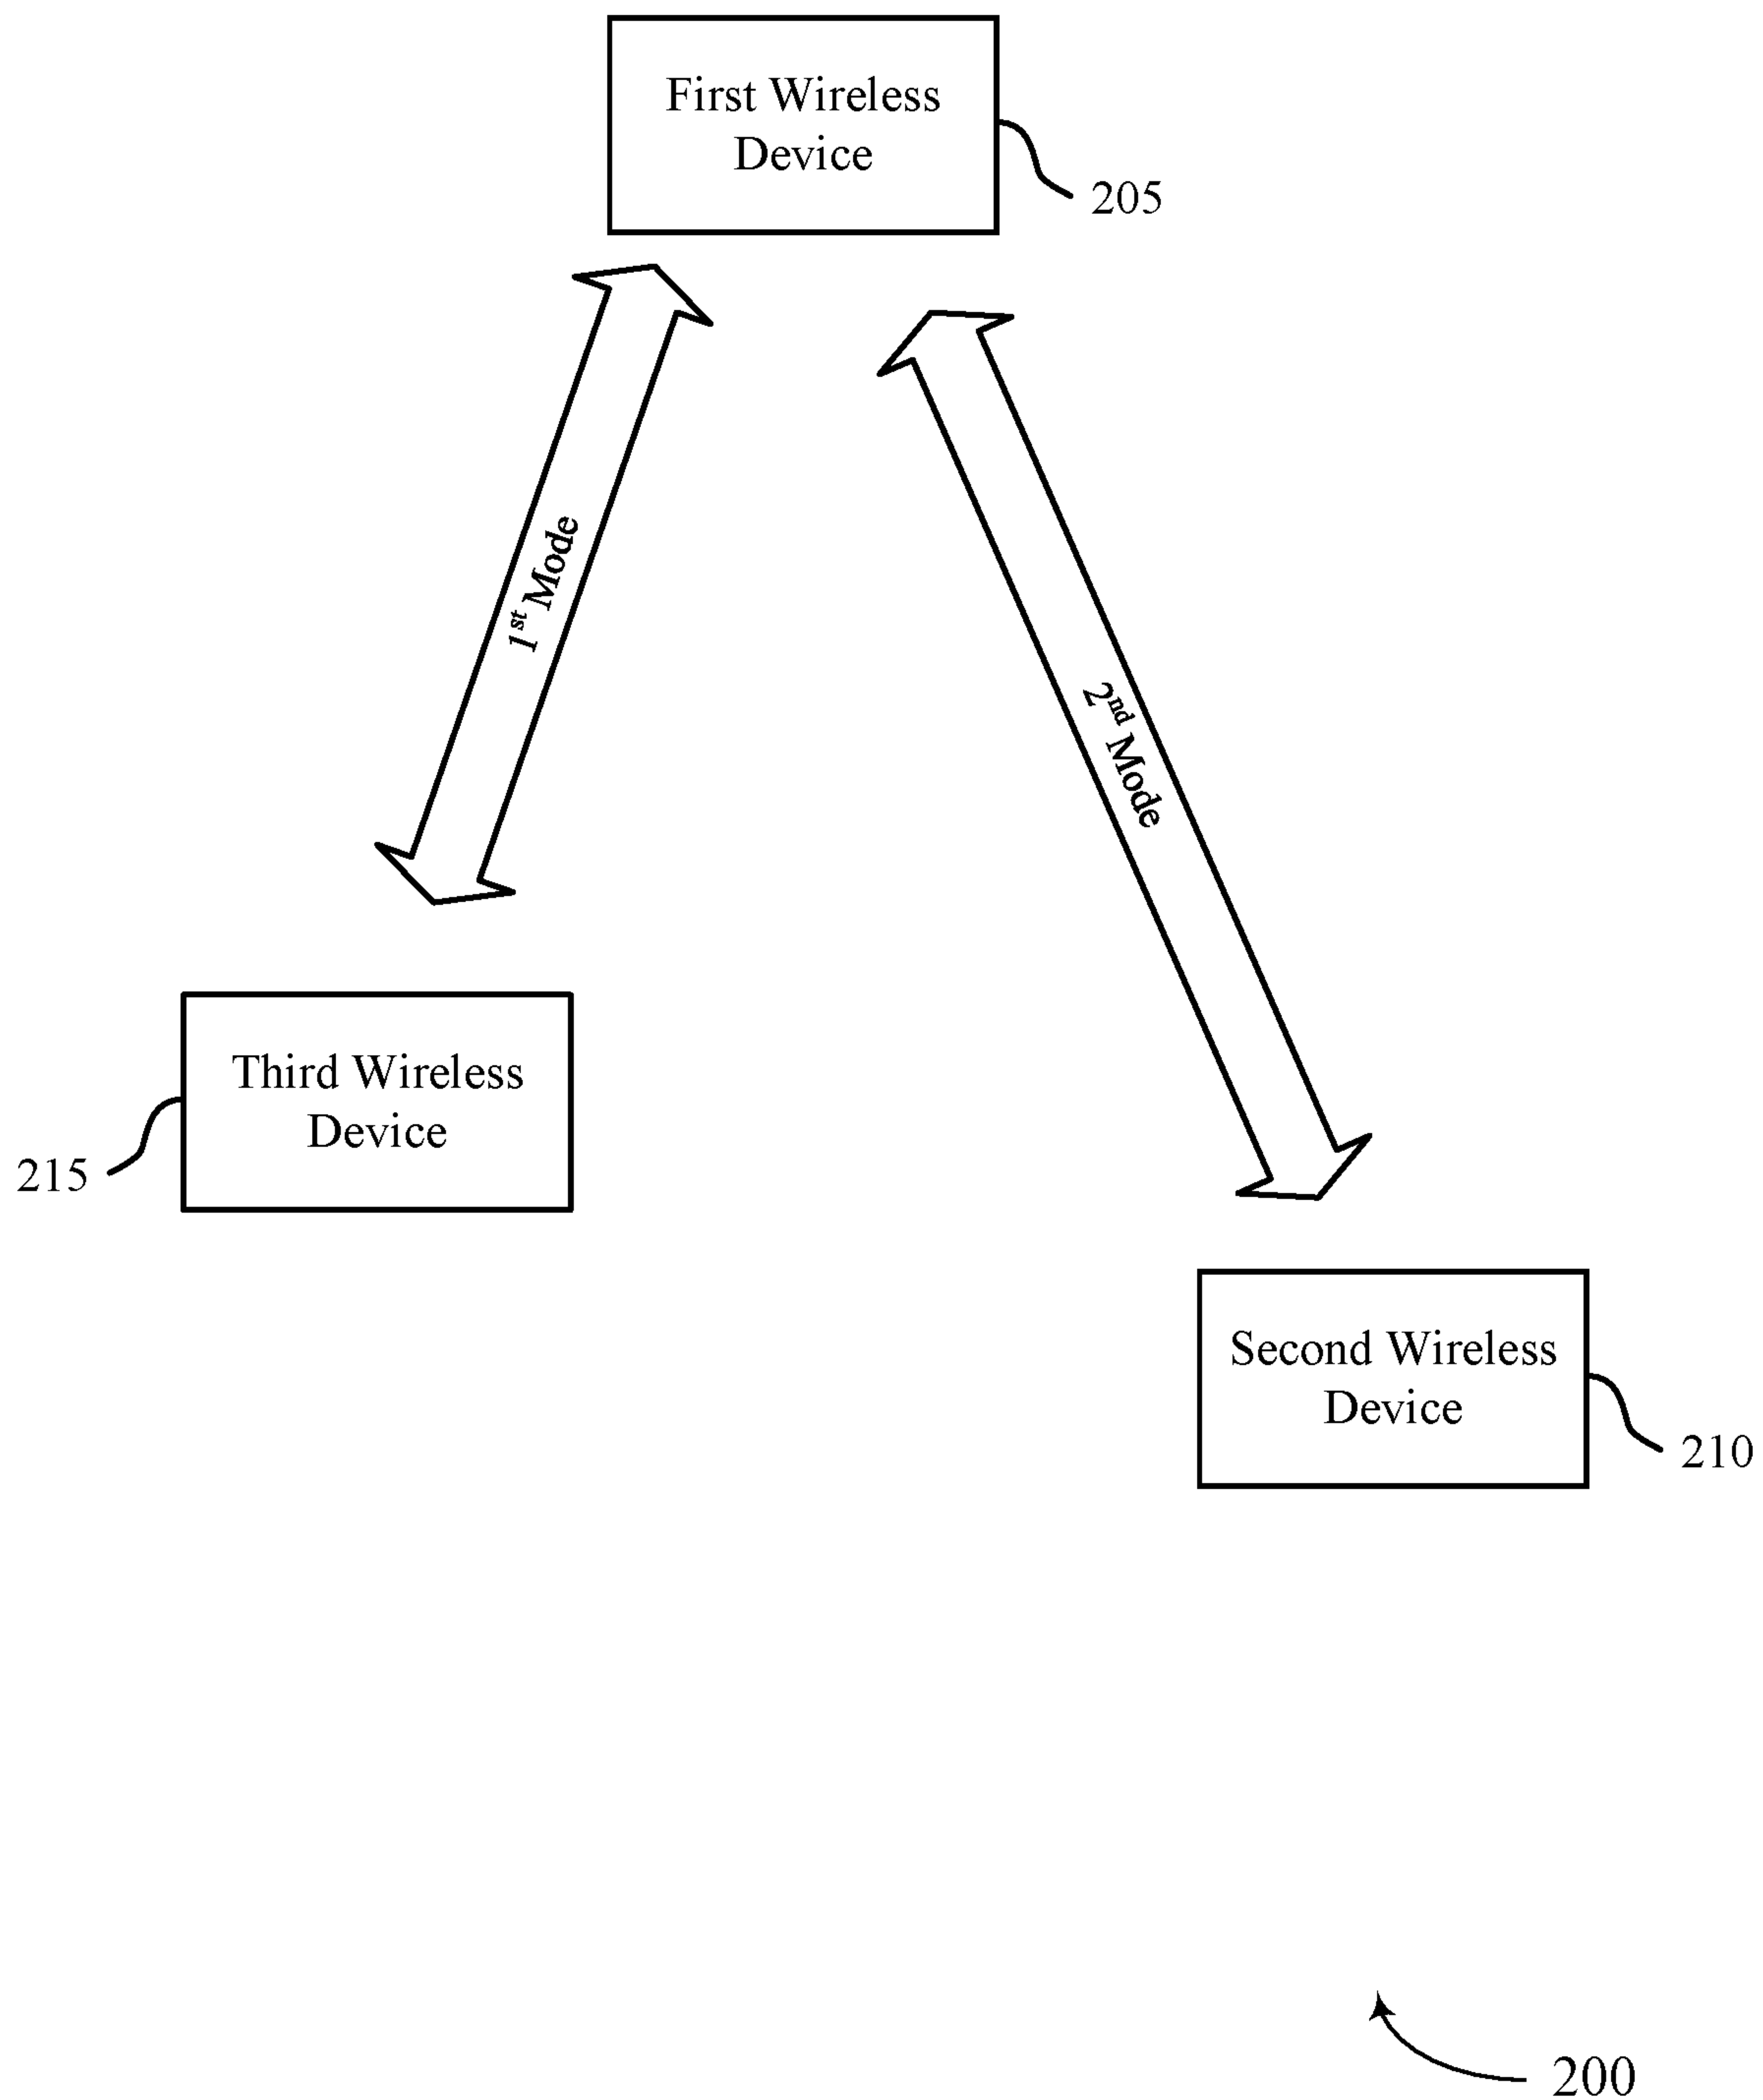 First Wireless
Device
205
1st Mode
2nd Mode
Third Wireless
Device
215
Second Wireless
Device
210
200